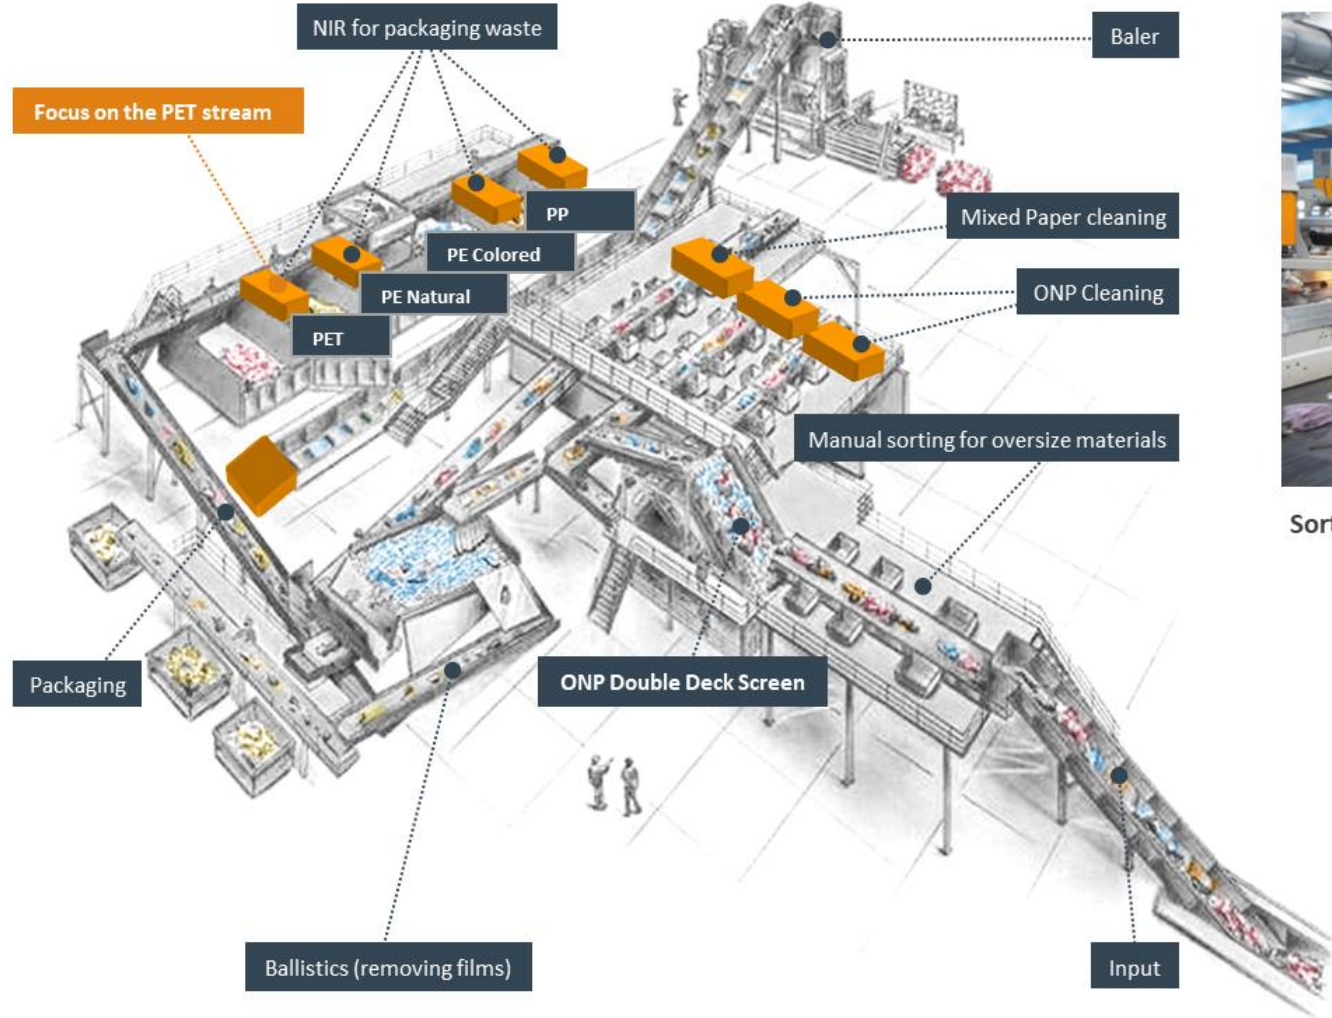 NIR for packaging waste
Baler
Focus on the PET stream
Mixed Paper cleaning
PP
PE Colored
ONP Cleaning
PE Natural
PET
Manual sorting for oversize materials
Sort
Packaging
ONP Double Deck Screen
Ballistics (removing films)
Input